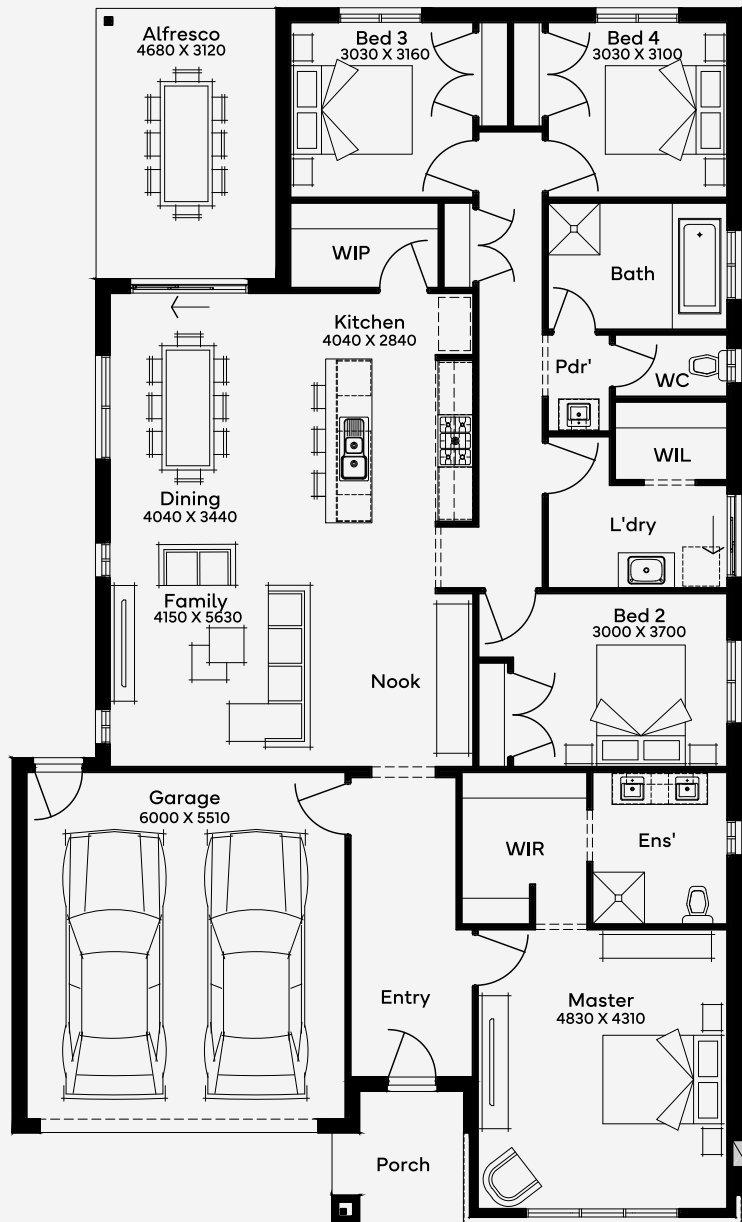 Alfresco
4680 X 3120
Bed 3
3030 X 3160
Bed 4
3030 X 3100
WIP
Bath
Kitchen
4040 X 2840
Pdr'
WC
WIL
Dining
4040 X 3440
L'dry
Family
4150 X 5630
Bed 2
3000 X 3700
Nook
Garage
6000 X 5510
WIR
Ens'
Entry
Master
4830 X 4310
Porch